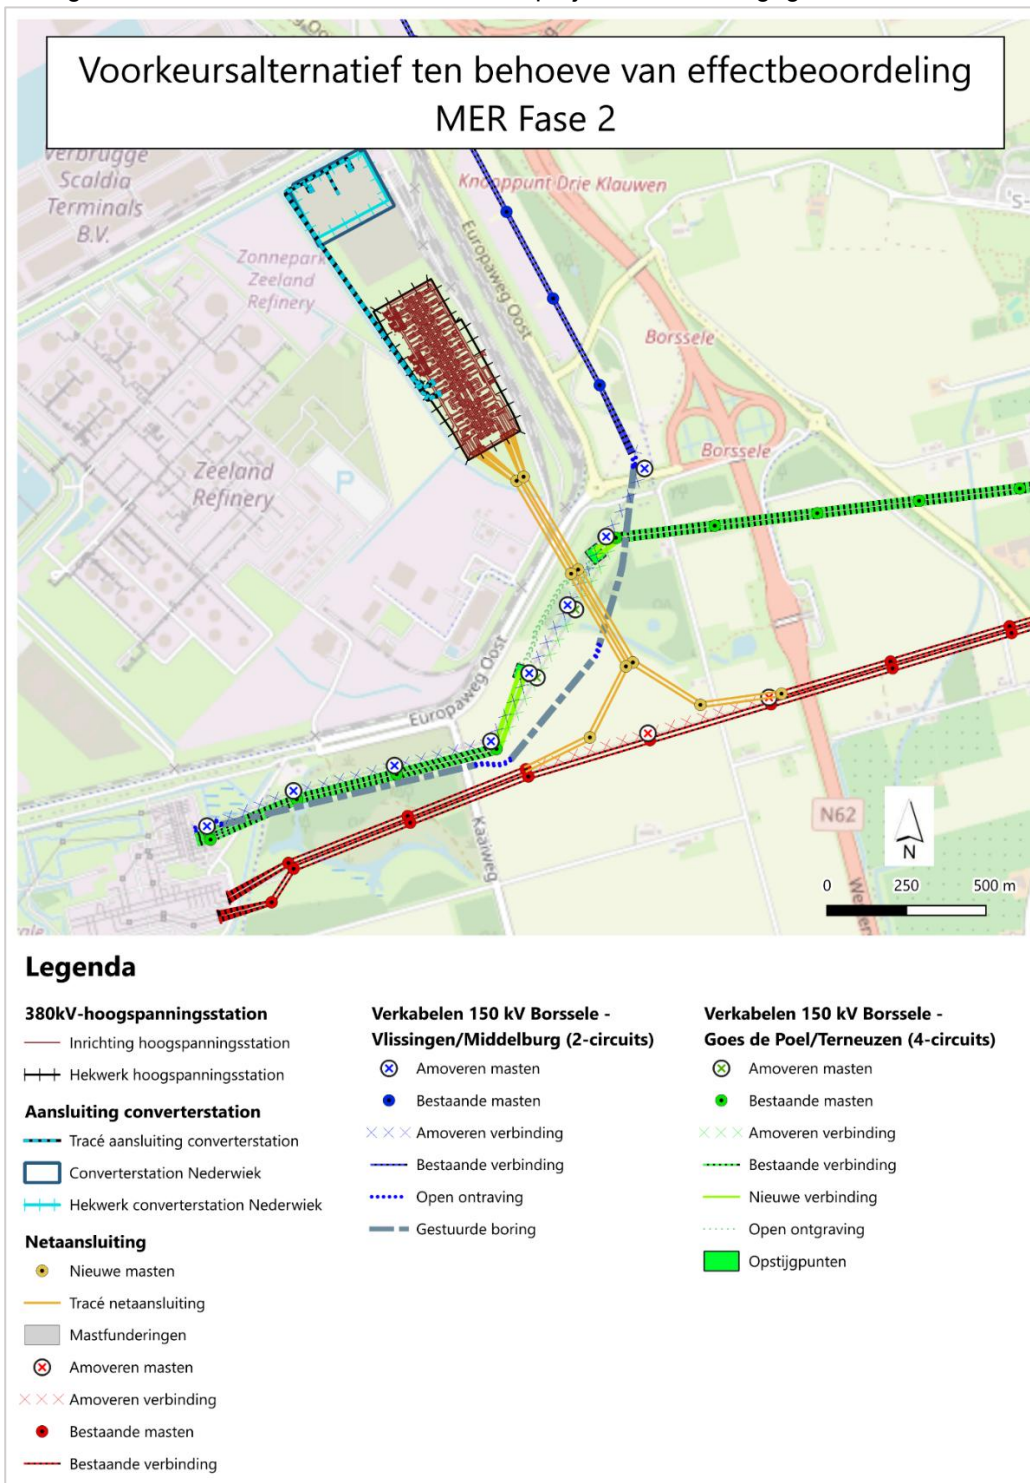 Voorkeursalternatief ten behoeve van effectbeoordeling
MER Fase 2
Verbrugge
Scaldia
Terminals
B.V.
Knooppunt Drie Klauwen
's-
Zonnepark
Zeeland
Refinery
Europaweg Oost
Borssele
Borssele
Zeeland
Refinery
P
Europaweg Oost
Kaaiweg
N62
N
0 250 500 m
Legenda
380kV-hoogspanningsstation
Inrichting hoogspanningsstation
Hekwerk hoogspanningsstation
Aansluiting converterstation
Tracé aansluiting converterstation
Converterstation Nederwiek
Hekwerk converterstation Nederwiek
Netaansluiting
Nieuwe masten
Tracé netaansluiting
Mastfunderingen
Amoveren masten
Amoveren verbinding
Bestaande masten
Bestaande verbinding
Verkabelen 150 kV Borssele -
Vlissingen/Middelburg (2-circuits)
Amoveren masten
Bestaande masten
Amoveren verbinding
Bestaande verbinding
Open ontraving
Gestuurde boring
Verkabelen 150 kV Borssele -
Goes de Poel/Terneuzen (4-circuits)
Amoveren masten
Bestaande masten
Amoveren verbinding
Bestaande verbinding
Nieuwe verbinding
Open ontgraving
Opstijgpunten